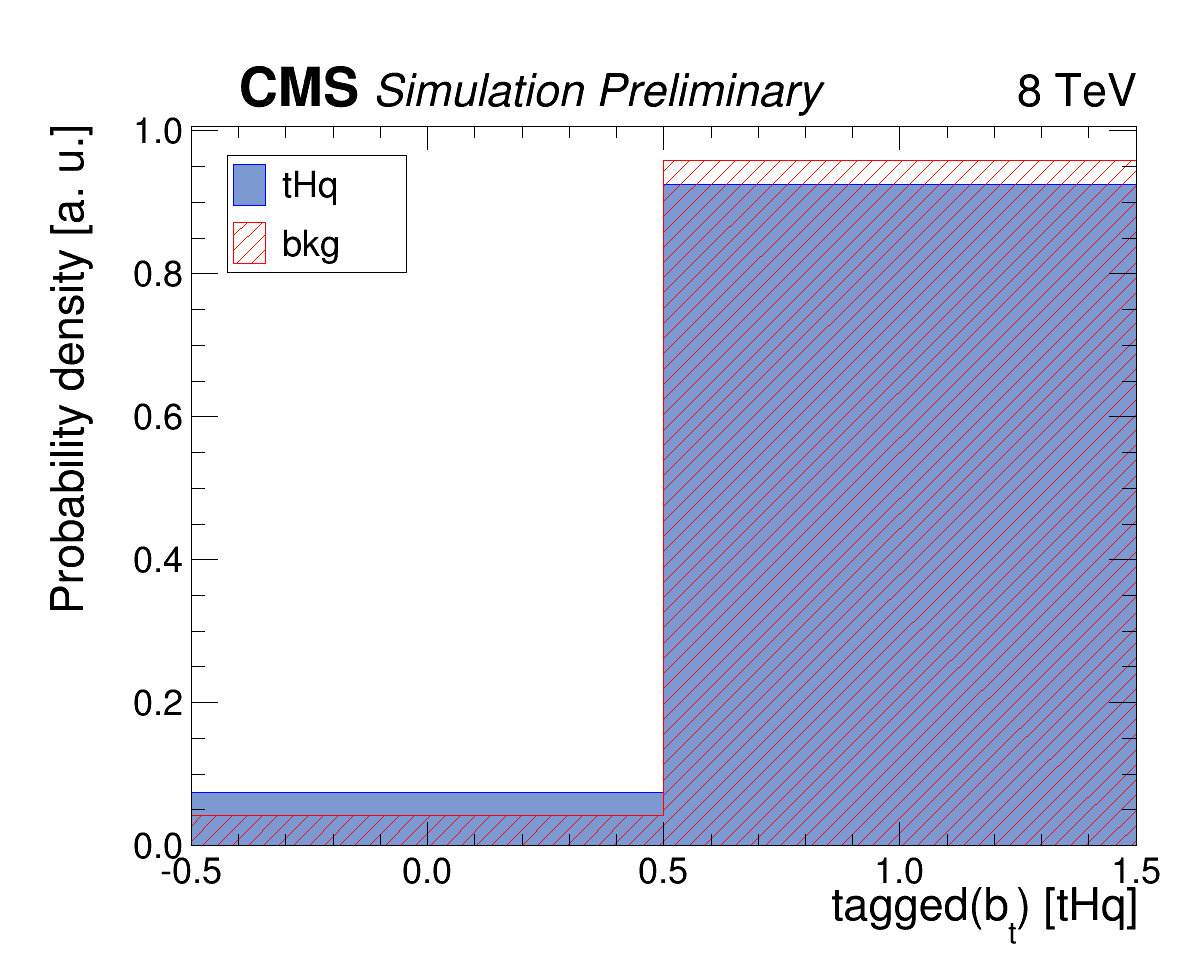 CMS Simulation Preliminary 8 TeV
Probability density [a. u.]
1.0
0.8
0.6
0.4
0.2
0.0
tHq
bkg
-0.5 0.0 0.5 1.0 1.5
tagged(b_t) [tHq]